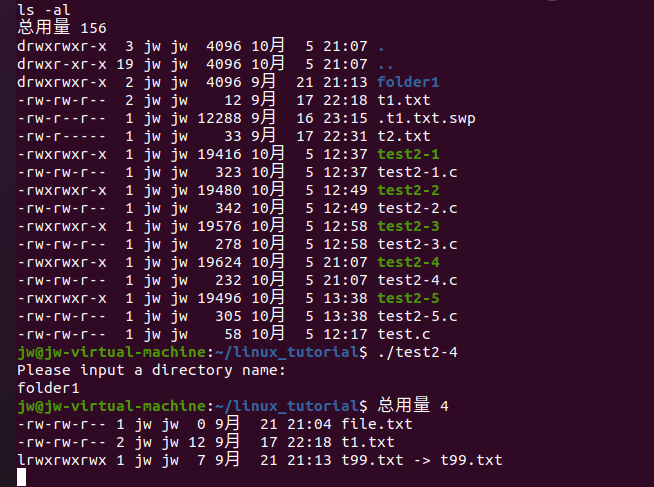 ls -al
总用量 156
drwxrwxr-x  3 jw jw  4096 10月  5 21:07 .
drwxr-xr-x 19 jw jw  4096 10月  5 21:07 ..
drwxrwxr-x  2 jw jw  4096 9月  21 21:13 folder1
-rw-rw-r--  2 jw jw    12 9月  17 22:18 t1.txt
-rw-r--r--  1 jw jw 12288 9月  16 23:15 .t1.txt.swp
-rw-r-----  1 jw jw    33 9月  17 22:31 t2.txt
-rwxrwxr-x  1 jw jw 19416 10月  5 12:37 test2-1
-rw-rw-r--  1 jw jw   323 10月  5 12:37 test2-1.c
-rwxrwxr-x  1 jw jw 19480 10月  5 12:49 test2-2
-rw-rw-r--  1 jw jw   342 10月  5 12:49 test2-2.c
-rwxrwxr-x  1 jw jw 19576 10月  5 12:58 test2-3
-rw-rw-r--  1 jw jw   278 10月  5 12:58 test2-3.c
-rwxrwxr-x  1 jw jw 19624 10月  5 21:07 test2-4
-rw-rw-r--  1 jw jw   232 10月  5 21:07 test2-4.c
-rwxrwxr-x  1 jw jw 19496 10月  5 13:38 test2-5
-rw-rw-r--  1 jw jw   305 10月  5 13:38 test2-5.c
-rw-rw-r--  1 jw jw    58 10月  5 12:17 test.c
jw@jw-virtual-machine:~/linux_tutorial$ ./test2-4
Please input a directory name:
folder1
jw@jw-virtual-machine:~/linux_tutorial$ 总用量 4
-rw-rw-r-- 1 jw jw  0 9月  21 21:04 file.txt
-rw-rw-r-- 2 jw jw 12 9月  17 22:18 t1.txt
lrwxrwxrwx 1 jw jw  7 9月  21 21:13 t99.txt -> t99.txt